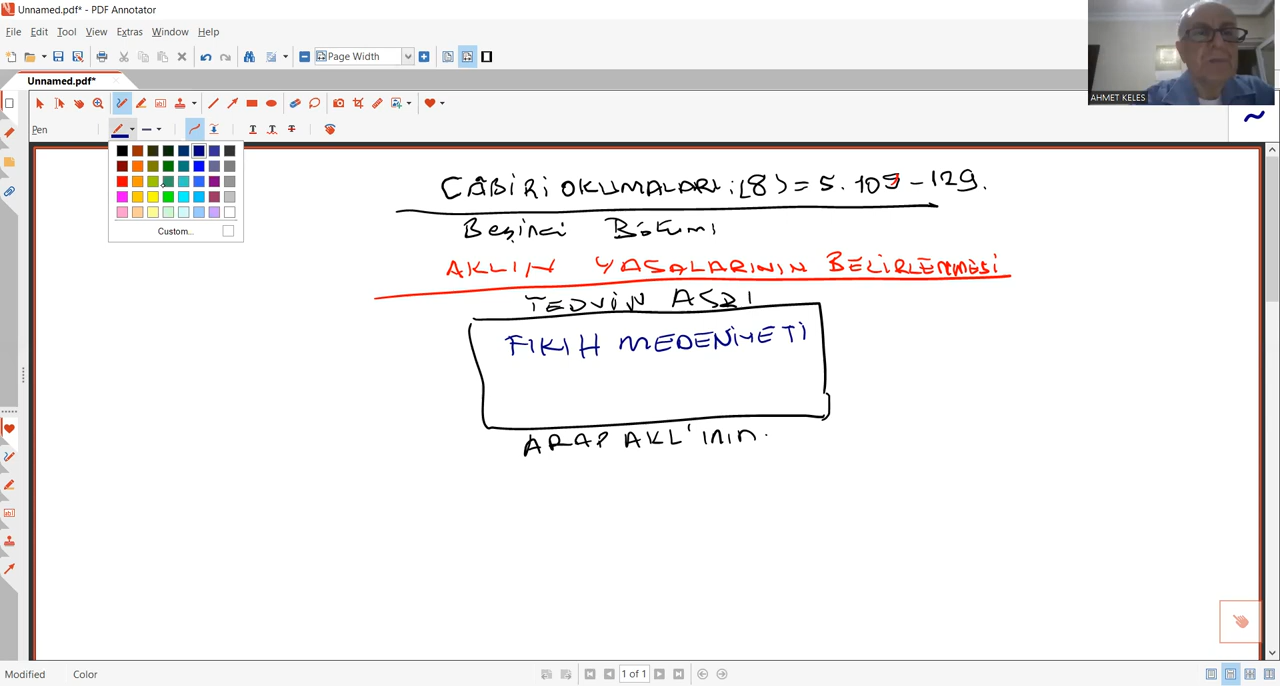 Unnamed.pdf* - PDF Annotator
File Edit Tool View Extras Window Help
Page Width
Unnamed.pdf*
AHMET KELES
Pen
Custom...
CÂBİRİ OKUMALARI: (8) = S. 109 - 129.
Beşinci Bölüm
AKLIN YASALARININ BELİRLENMESİ
TEDVİN ASRI
FIKIH MEDENİYETİ
ARAP AKL'ININ.
1 of 1
Modified Color